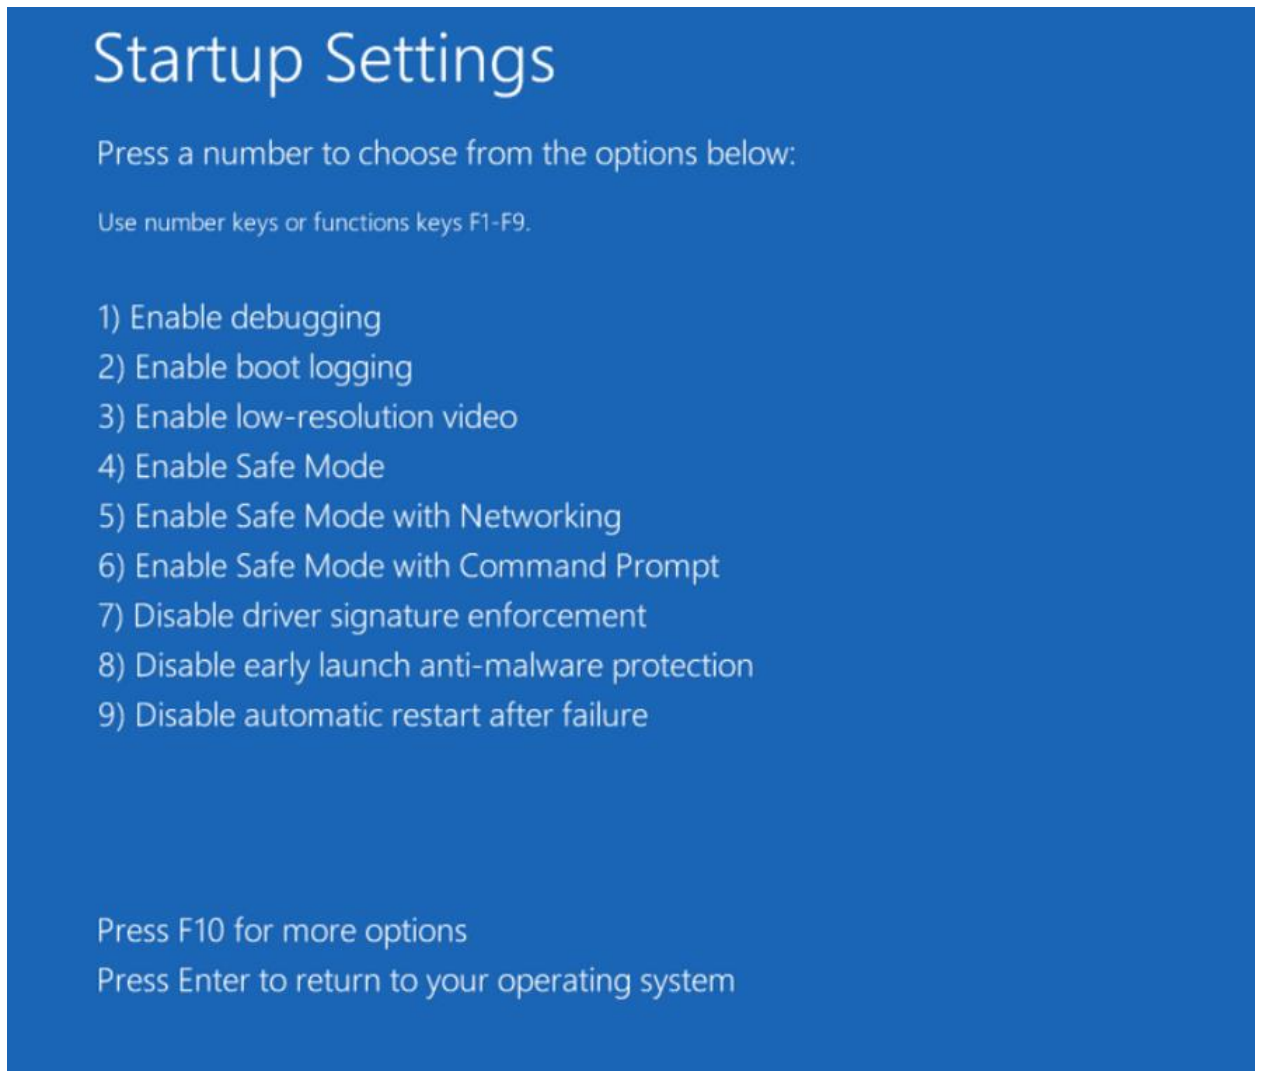 Startup Settings
Press a number to choose from the options below:
Use number keys or functions keys F1-F9.
1) Enable debugging
2) Enable boot logging
3) Enable low-resolution video
4) Enable Safe Mode
5) Enable Safe Mode with Networking
6) Enable Safe Mode with Command Prompt
7) Disable driver signature enforcement
8) Disable early launch anti-malware protection
9) Disable automatic restart after failure
Press F10 for more options
Press Enter to return to your operating system